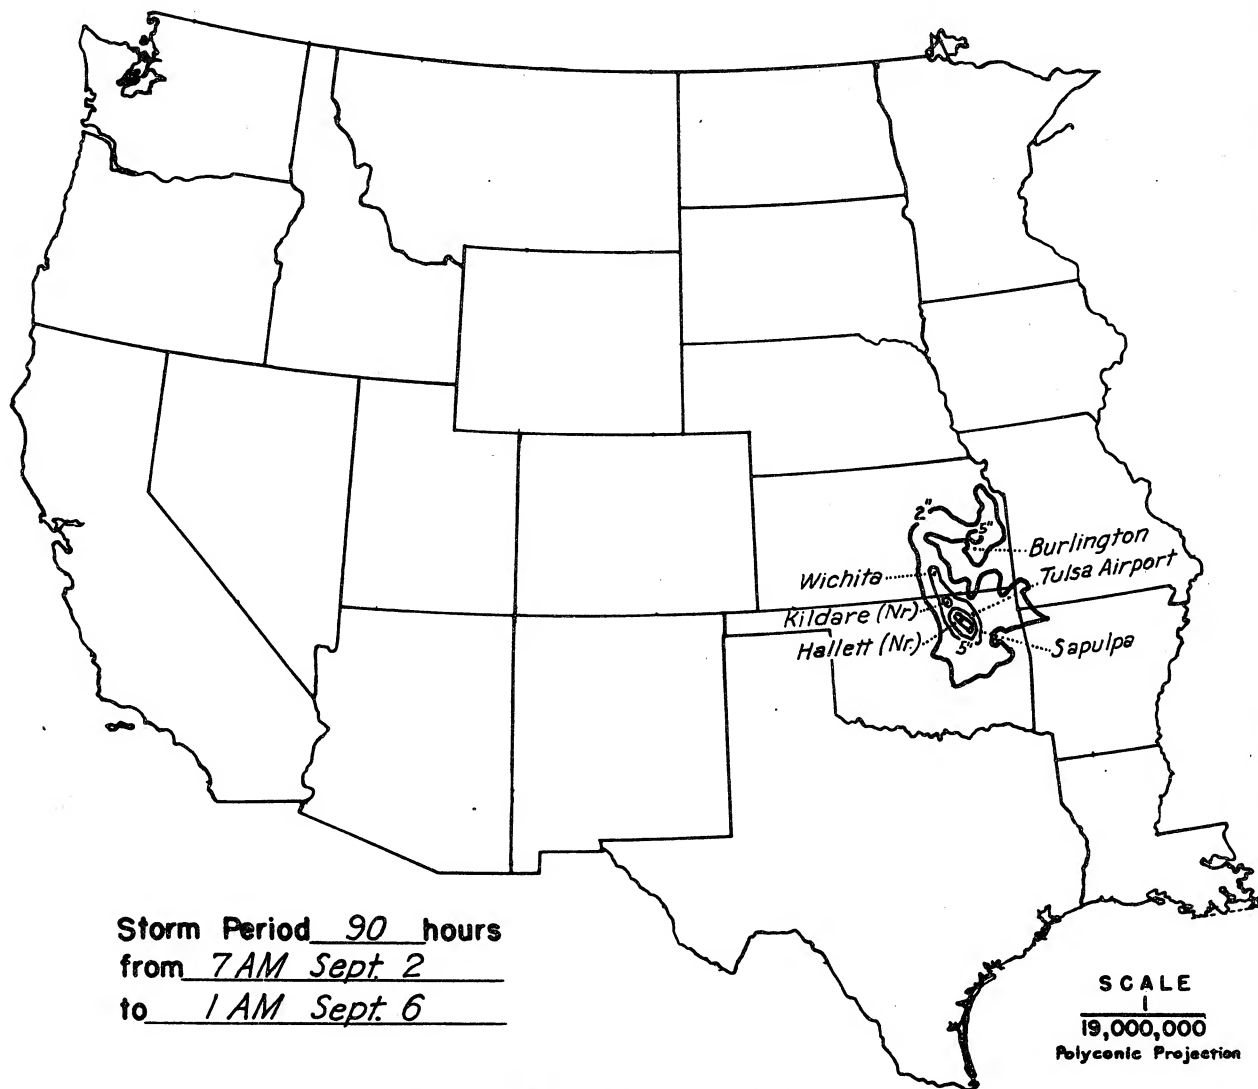 2"
5"
Burlington
Wichita
Tulsa Airport
Kildare (Nr.)
Hallett (Nr.)
5"
Sapulpa
Storm Period 90 hours
from 7 AM Sept. 2
to 1 AM Sept. 6
SCALE
1
19,000,000
Polyconic Projection